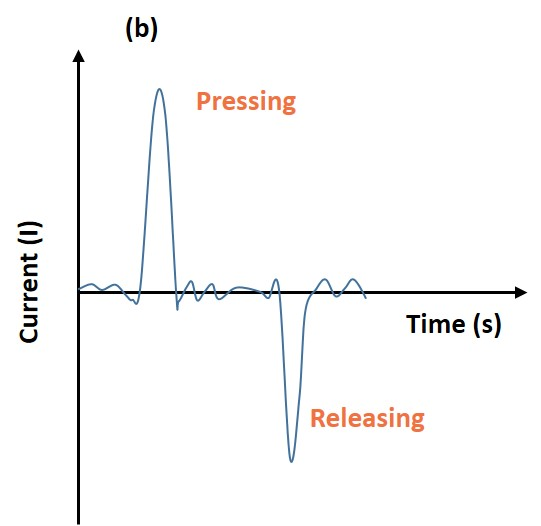 (b)
Pressing
Current (I)
Time (s)
Releasing